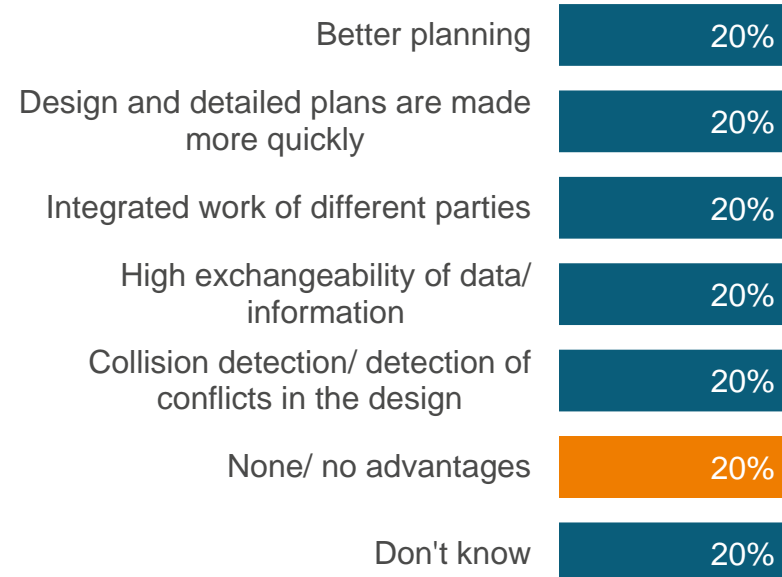 Better planning 20%
Design and detailed plans are made
more quickly 20%
Integrated work of different parties 20%
High exchangeability of data/
information 20%
Collision detection/ detection of
conflicts in the design 20%
None/ no advantages 20%
Don't know 20%